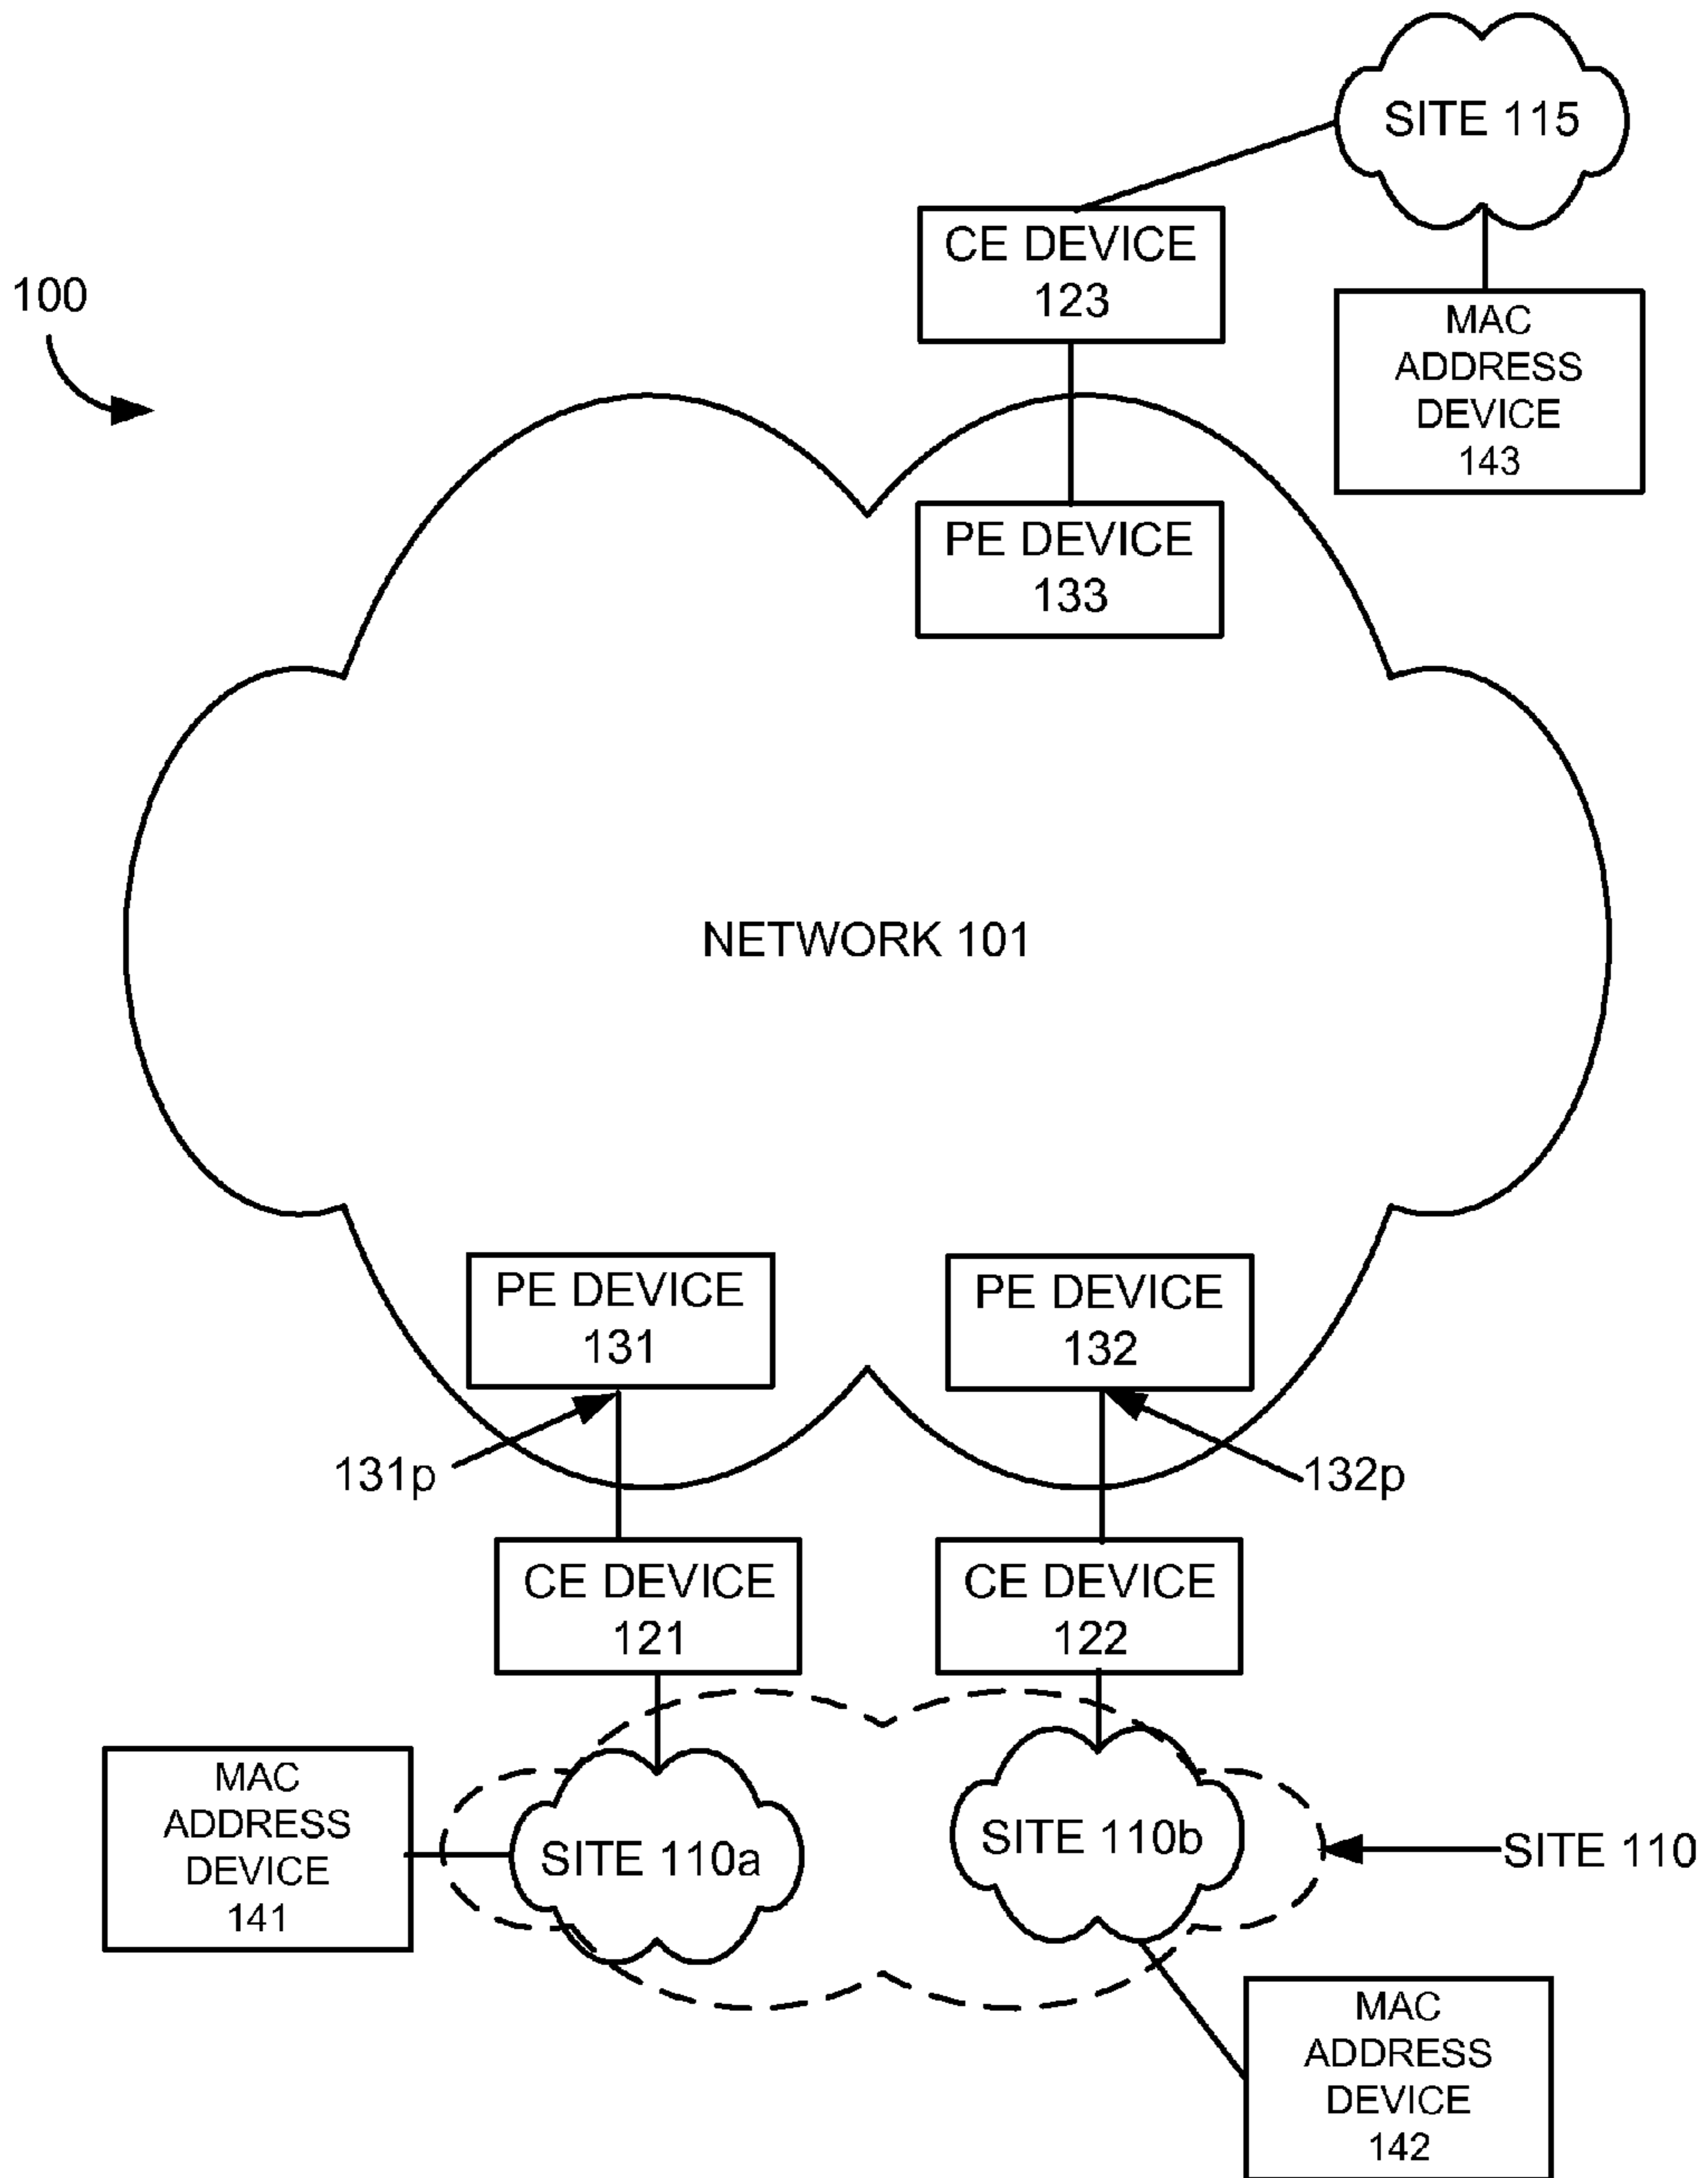 SITE 115
CE DEVICE
123
100
MAC
ADDRESS
DEVICE
143
PE DEVICE
133
NETWORK 101
PE DEVICE
131
PE DEVICE
132
131p
132p
CE DEVICE
121
CE DEVICE
122
MAC
ADDRESS
DEVICE
141
SITE 110a
SITE 110b
SITE 110
MAC
ADDRESS
DEVICE
142